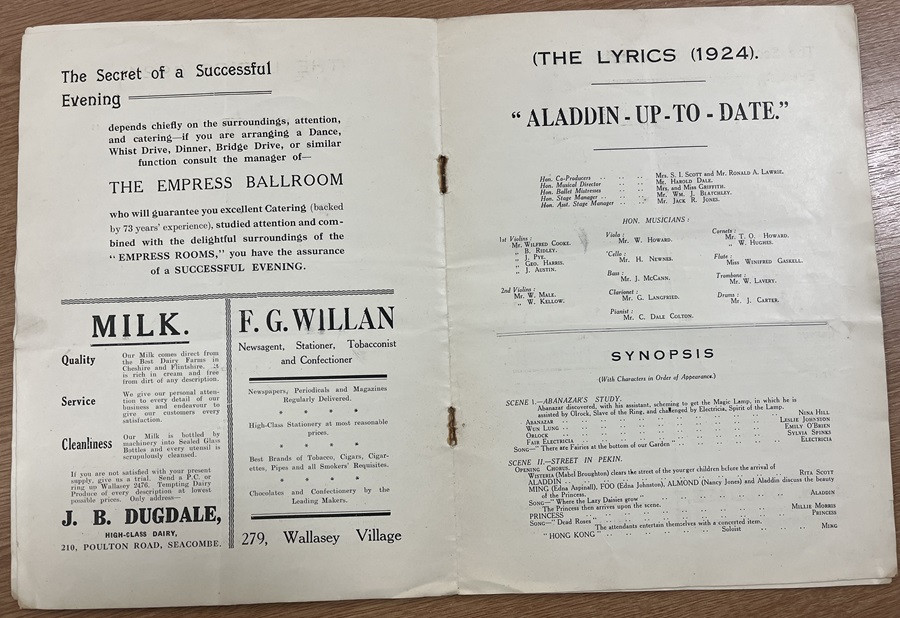 The Secret of a Successful
Evening
depends chiefly on the surroundings, attention,
and catering—if you are arranging a Dance,
Whist Drive, Dinner, Bridge Drive, or similar
function consult the manager of—
THE EMPRESS BALLROOM
who will guarantee you excellent Catering (backed
by 73 years' experience), studied attention and com-
bined with the delightful surroundings of the
"EMPRESS ROOMS," you have the assurance
of a SUCCESSFUL EVENING.
MILK.
Quality
Our Milk comes direct from
the Best Dairy Farms in
Cheshire and Flintshire. It
is rich in cream and free
from dirt of any description.
Service
We give our personal atten-
tion to every detail of our
business and endeavour to
give our customers every
satisfaction.
Cleanliness
Our Milk is bottled by
machinery into Sealed Glass
Bottles and every utensil is
scrupulously cleansed.
If you are not satisfied with your present
supply, give us a trial. Send a P.C. or
ring up Wallasey 2476. Tempting Dairy
Produce of every description at lowest
possible prices. Only address—
J. B. DUGDALE,
HIGH-CLASS DAIRY,
210, POULTON ROAD, SEACOMBE.
F. G. WILLAN
Newsagent, Stationer, Tobacconist
and Confectioner
Newspapers, Periodicals and Magazines
Regularly Delivered.
* * * *
High-Class Stationery at most reasonable
prices.
* * * *
Best Brands of Tobacco, Cigars, Cigar-
ettes, Pipes and all Smokers' Requisites.
* * * *
Chocolates and Confectionery by the
Leading Makers.
279, Wallasey Village
(THE LYRICS (1924).
"ALADDIN-UP-TO-DATE."
Hon. Co-Producers .. .. .. Mrs. S. I. SCOTT and Mr. RONALD A. LAWRIE.
Hon. Musical Director .. .. Mr. HAROLD DALE.
Hon. Ballet Mistresses .. .. Mrs. and Miss GRIFFITH.
Hon. Stage Manager .. .. Mr. WM. J. BLATCHLEY.
Hon. Asst. Stage Manager .. .. Mr. JACK R. JONES.
HON. MUSICIANS:
1st Violins:
Mr. WILFRED COOKE.
" B. RIDLEY.
" J. PYE.
" GEO. HARRIS.
" J. AUSTIN.
2nd Violins:
Mr. W. MALE.
" W. KELLOW.
Viola:
Mr. W. HOWARD.
'Cello:
Mr. H. NEWNES.
Bass:
Mr. J. MCCANN.
Clarionet:
Mr. G. LANGFRIED.
Pianist:
Mr. C. DALE COLTON.
Cornets:
Mr. T. O. HOWARD.
" W. HUGHES.
Flute:
Miss WINIFRED GASKELL.
Trombone:
Mr. W. LAVERY.
Drums:
Mr. J. CARTER.
SYNOPSIS
(With Characters in Order of Appearance.)
SCENE I.—ABANAZAR'S STUDY.
Abanazar discovered, with his assistant, scheming to get the Magic Lamp, in which he is
assisted by Olrock, Slave of the Ring, and challenged by Electricia, Spirit of the Lamp.
ABANAZAR .. .. NINA HILL
WUN LUNG .. .. LESLIE JOHNSTON
ORLOCK .. .. EMILY O'BRIEN
FAIR ELECTRICIA .. .. SYLVIA SPINKS
SONG—"There are Fairies at the bottom of our Garden" .. .. ELECTRICIA
SCENE II.—STREET IN PEKIN.
OPENING CHORUS.
WISTERIA (Mabel Broughton) clears the street of the younger children before the arrival of
ALADDIN .. .. RITA SCOTT
MING (Edna Aspinall), FOO (Edna Johnston), ALMOND (Nancy Jones) and Aladdin discuss the beauty
of the Princess.
SONG—"Where the Lazy Daisies grow" .. .. ALADDIN
The Princess then arrives upon the scene.
PRINCESS .. .. MILLIE MORRIS
SONG—"Dead Roses" .. .. PRINCESS
The attendants entertain themselves with a concerted item.
"HONG KONG" .. .. Soloist .. .. MING